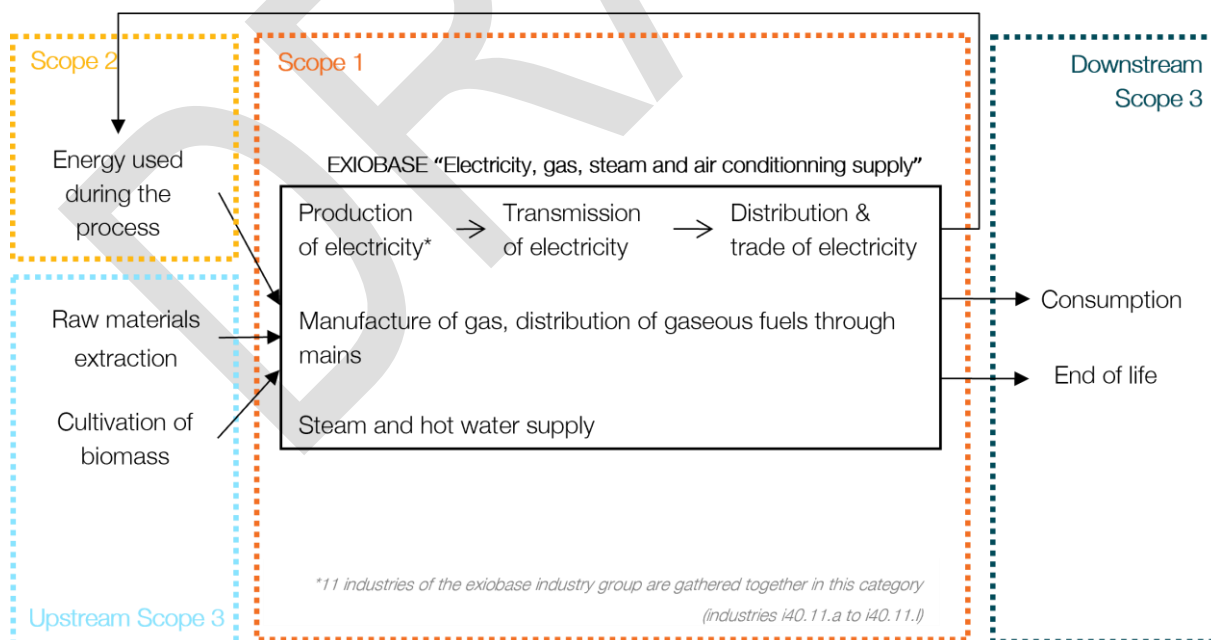 Scope 2
Energy used
during the
process
Raw materials
extraction
Cultivation of
biomass
Upstream Scope 3
Scope 1
EXIOBASE “Electricity, gas, steam and air conditionning supply”
Production
of electricity*
Transmission
of electricity
Distribution &
trade of electricity
Manufacture of gas, distribution of gaseous fuels through
mains
Steam and hot water supply
*11 industries of the exiobase industry group are gathered together in this category
(industries i40.11.a to i40.11.l)
Downstream
Scope 3
Consumption
End of life
DRA